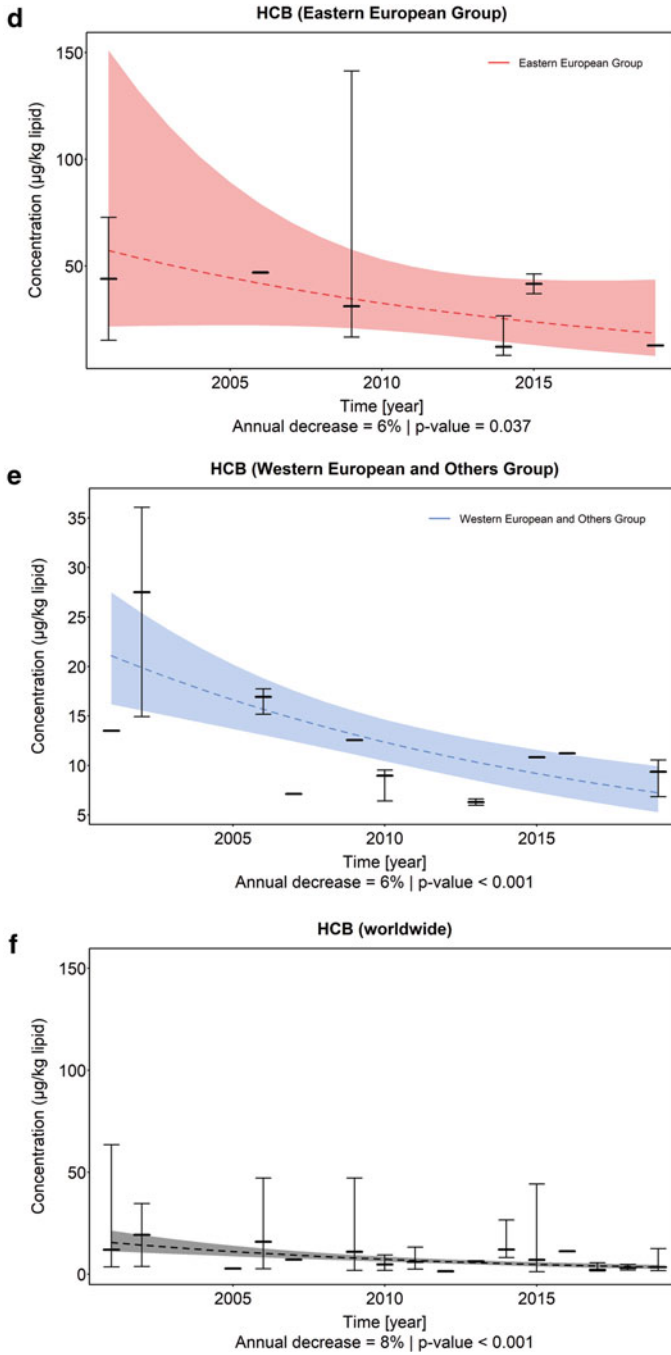 d
HCB (Eastern European Group)
150
100
50
Concentration (µg/kg lipid)
Eastern European Group
2005 2010 2015
Time [year]
Annual decrease = 6% | p-value = 0.037
e
HCB (Western European and Others Group)
35
30
25
20
15
10
5
Concentration (µg/kg lipid)
Western European and Others Group
2005 2010 2015
Time [year]
Annual decrease = 6% | p-value < 0.001
f
HCB (worldwide)
150
100
50
0
Concentration (µg/kg lipid)
2005 2010 2015
Time [year]
Annual decrease = 8% | p-value < 0.001